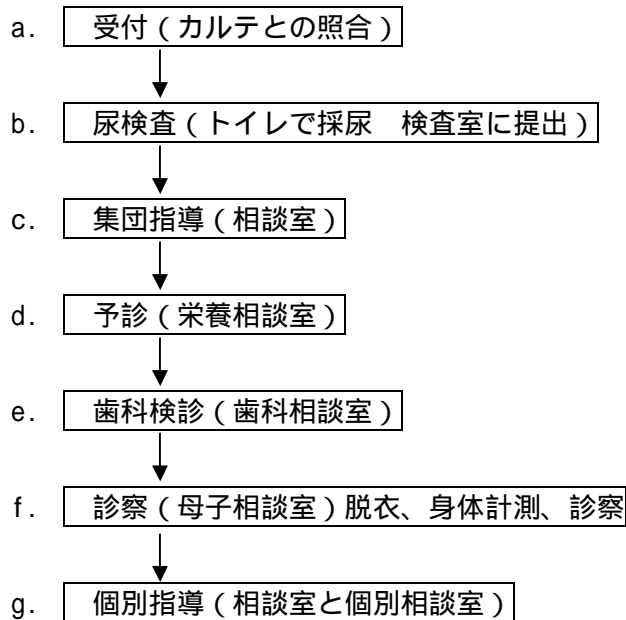 a. 受付（カルテとの照合）
b. 尿検査（トイレで採尿　検査室に提出）
c. 集団指導（相談室）
d. 予診（栄養相談室）
e. 歯科検診（歯科相談室）
f. 診察（母子相談室）脱衣、身体計測、診察
g. 個別指導（相談室と個別相談室）